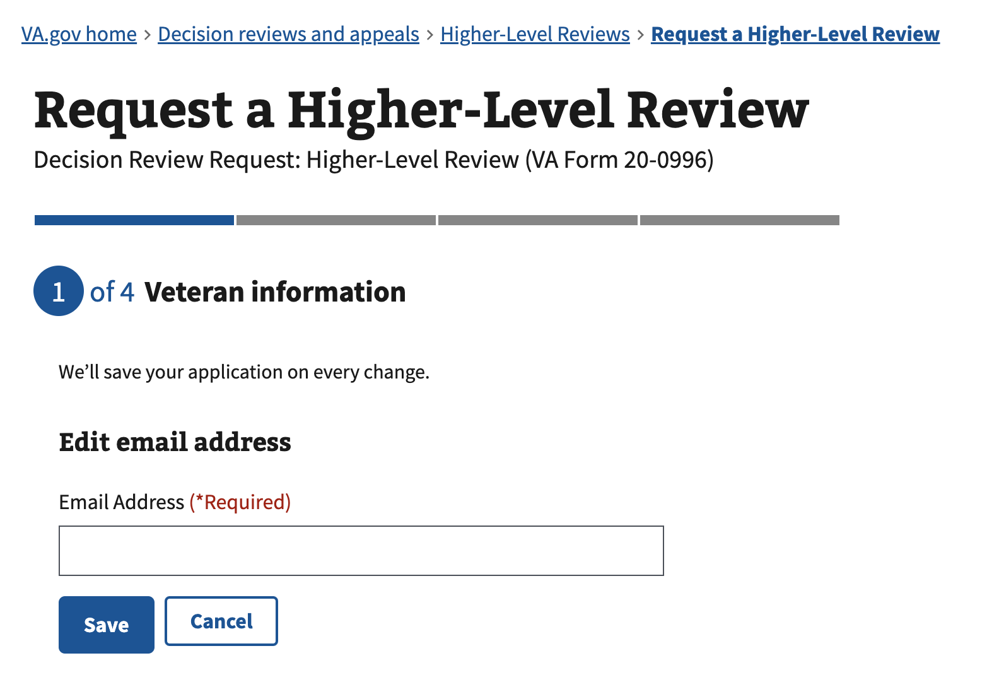 VA.gov home › Decision reviews and appeals › Higher-Level Reviews › Request a Higher-Level Review
Request a Higher-Level Review
Decision Review Request: Higher-Level Review (VA Form 20-0996)
1 of 4 Veteran information
We’ll save your application on every change.
Edit email address
Email Address (*Required)
Save Cancel